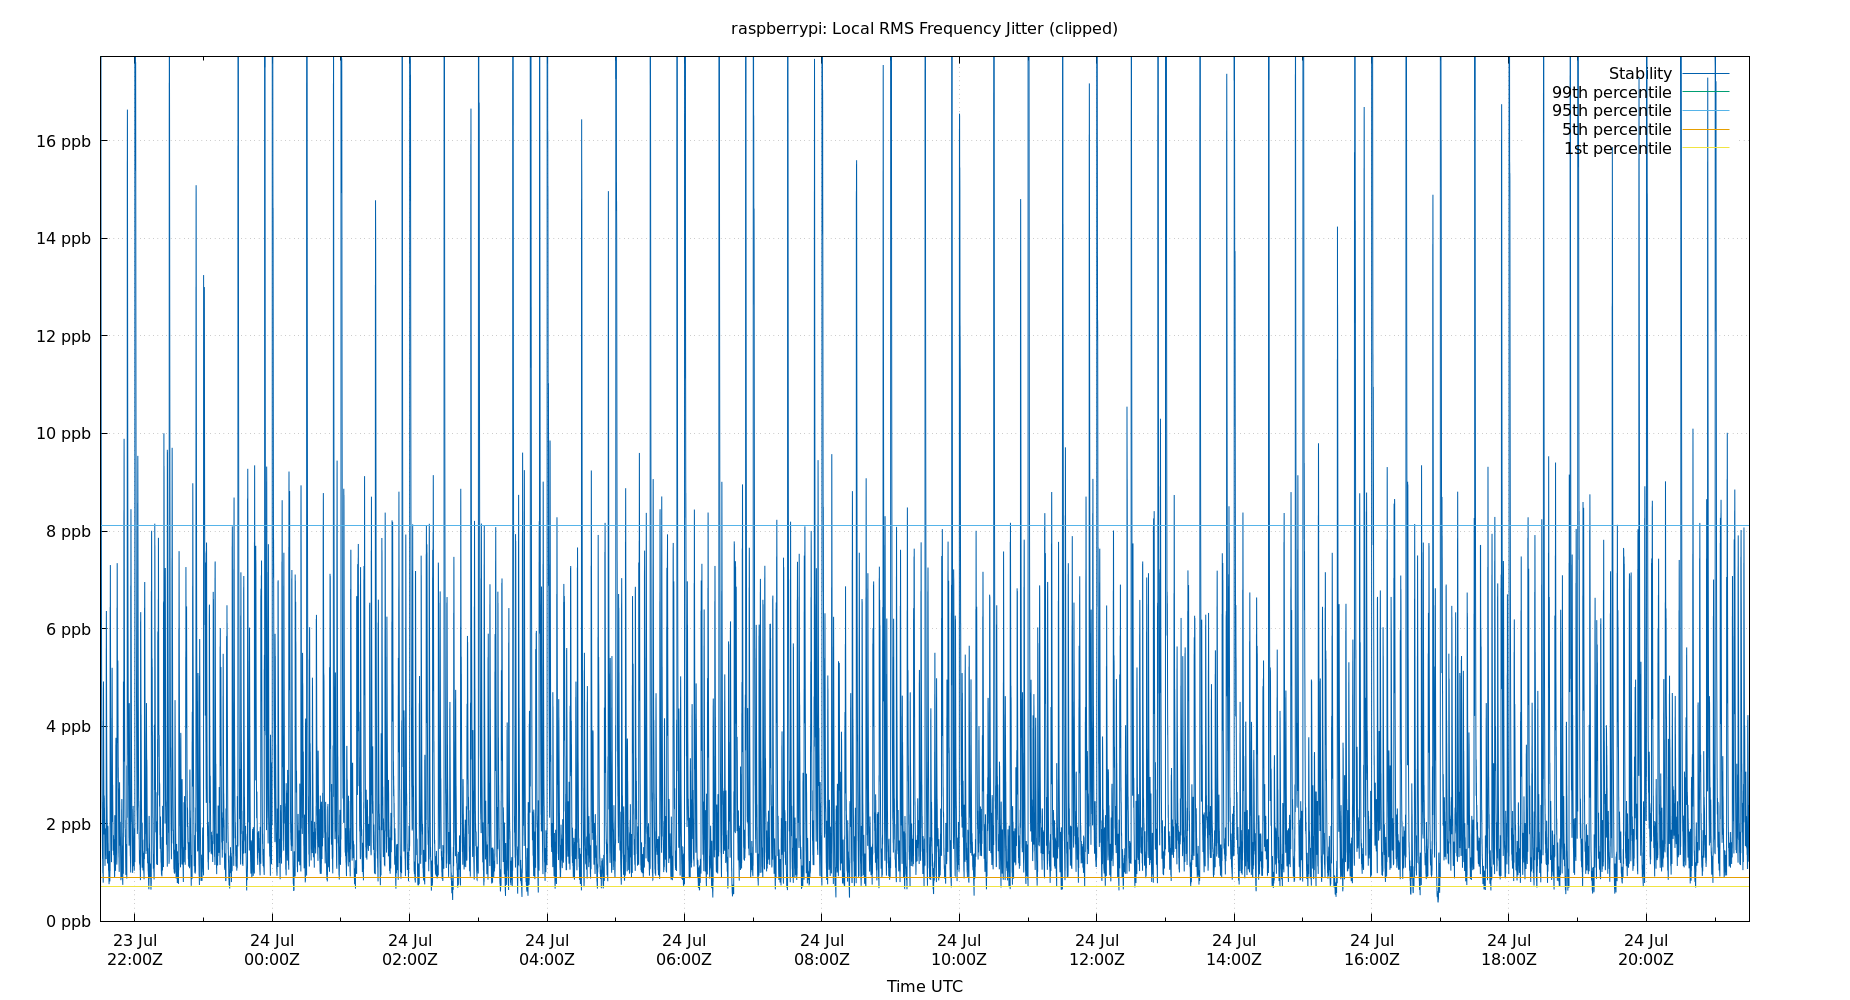 raspberrypi: Local RMS Frequency Jitter (clipped)
Stability
99th percentile
95th percentile
5th percentile
1st percentile
16 ppb
14 ppb
12 ppb
10 ppb
8 ppb
6 ppb
4 ppb
2 ppb
0 ppb
23 Jul 24 Jul 24 Jul 24 Jul 24 Jul 24 Jul 24 Jul 24 Jul 24 Jul 24 Jul 24 Jul 24 Jul
22:00Z 00:00Z 02:00Z 04:00Z 06:00Z 08:00Z 10:00Z 12:00Z 14:00Z 16:00Z 18:00Z 20:00Z
Time UTC